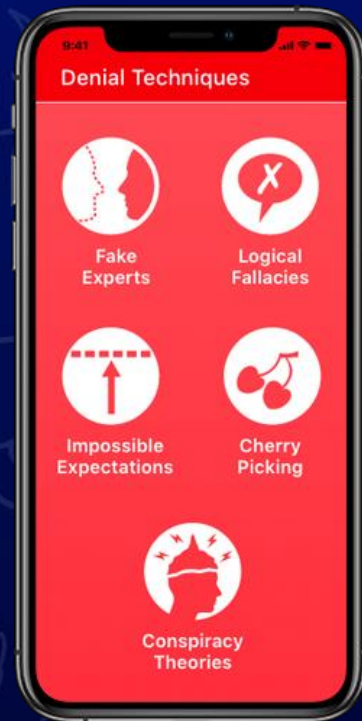 9:41
Denial Techniques
X
Fake
Experts
Logical
Fallacies
Impossible
Expectations
Cherry
Picking
Conspiracy
Theories